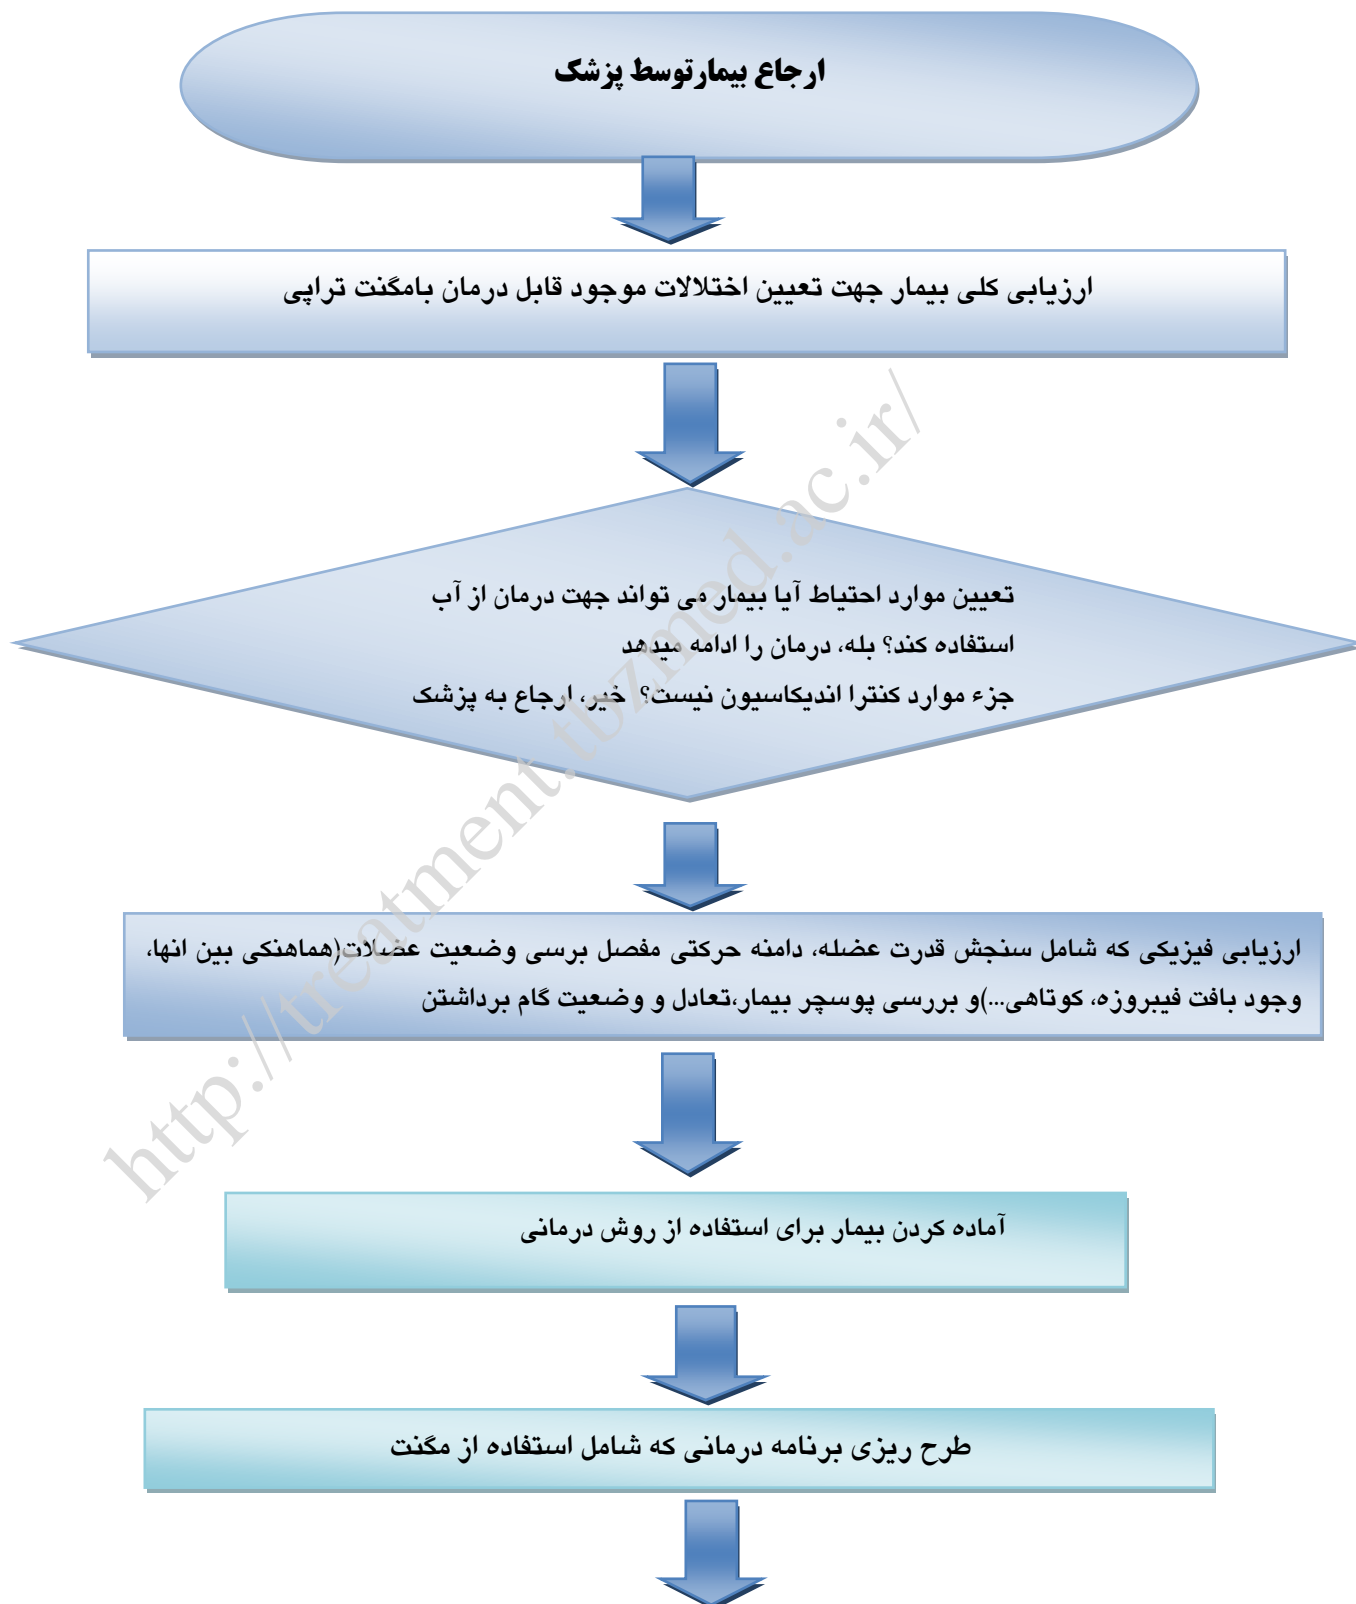 ارجاع بیمارتوسط پزشک
ارزیابی کلی بیمار جهت تعیین اختلالات موجود قابل درمان بامگنت تراپی
تعیین موارد احتیاط آیا بیمار می تواند جهت درمان از آب
استفاده کند؟ بله، درمان را ادامه میدهد
جزء موارد کنترا اندیکاسیون نیست؟ خیر، ارجاع به پزشک
ارزیابی فیزیکی که شامل سنجش قدرت عضله، دامنه حرکتی مفصل برسی وضعیت عضلات(هماهنکی بین انها،
وجود بافت فیبروزه، کوتاهی...)و بررسی پوسچر بیمار،تعادل و وضعیت گام برداشتن
آماده کردن بیمار برای استفاده از روش درمانی
طرح ریزی برنامه درمانی که شامل استفاده از مگنت
http://treatment.tbzmed.ac.ir/